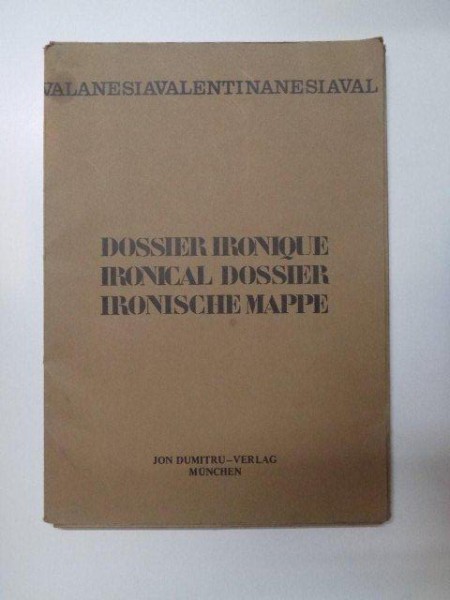 VALANESIAVALENTINANESIAVAL
DOSSIER IRONIQUE
IRONICAL DOSSIER
IRONISCHE MAPPE
JON DUMITRU-VERLAG
MÜNCHEN